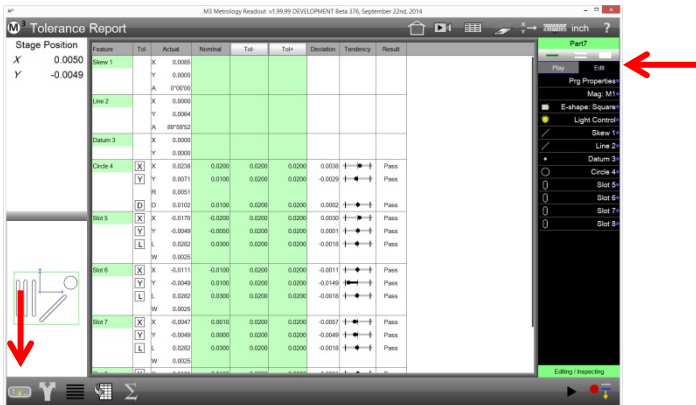 M3 Metrology Readout v1.99.99 DEVELOPMENT Beta 376, September 22nd, 2014
M³ Tolerance Report inch ?
Stage Position
X 0.0050
Y -0.0049
Feature Tol Actual Nominal Tol- Tol+ Deviation Tendency Result
Skew 1 X 0.0085
Y 0.0000
A 0°00'00
Line 2 X 0.0000
Y 0.0064
A 88°58'52
Datum 3 X 0.0000
Y 0.0000
Circle 4 X X 0.0238 0.0200 0.0200 0.0200 0.0038 Pass
Y Y 0.0071 0.0100 0.0200 0.0200 -0.0029 Pass
R 0.0051
D D 0.0102 0.0100 0.0200 0.0200 0.0002 Pass
Slot 5 X X -0.0170 -0.0200 0.0200 0.0200 0.0030 Pass
Y Y -0.0049 -0.0050 0.0200 0.0200 0.0001 Pass
L L 0.0282 0.0300 0.0200 0.0200 -0.0018 Pass
W 0.0025
Slot 6 X X -0.0111 -0.0100 0.0200 0.0200 -0.0011 Pass
Y Y -0.0049 0.0100 0.0200 0.0200 -0.0149 Pass
L L 0.0282 0.0300 0.0200 0.0200 -0.0018 Pass
W 0.0025
Slot 7 X X -0.0047 0.0010 0.0200 0.0200 -0.0057 Pass
Y Y -0.0049 0.0000 0.0200 0.0200 -0.0049 Pass
L L 0.0282 0.0300 0.0200 0.0200 -0.0018 Pass
W 0.0025
Part7
Play Edit
Prg Properties
Mag: M1
E-shape: Square
Light Control
Skew 1
Line 2
Datum 3
Circle 4
Slot 5
Slot 6
Slot 7
Slot 8
Editing / Inspecting